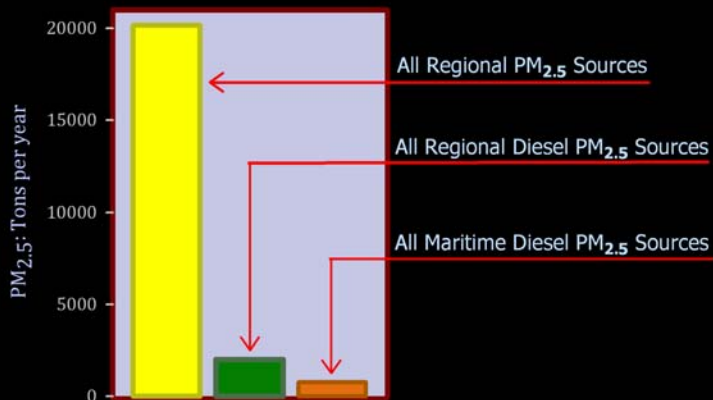 20000
15000
10000
5000
0
PM2.5: Tons per year
All Regional PM2.5 Sources
All Regional Diesel PM2.5 Sources
All Maritime Diesel PM2.5 Sources